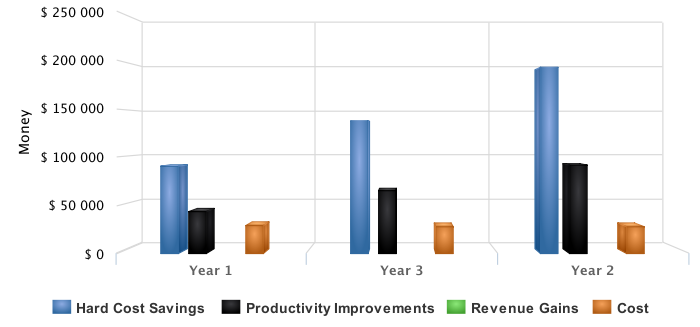 $ 250 000
$ 200 000
$ 150 000
$ 100 000
$ 50 000
$ 0
Money
Year 1 Year 3 Year 2
Hard Cost Savings Productivity Improvements Revenue Gains Cost